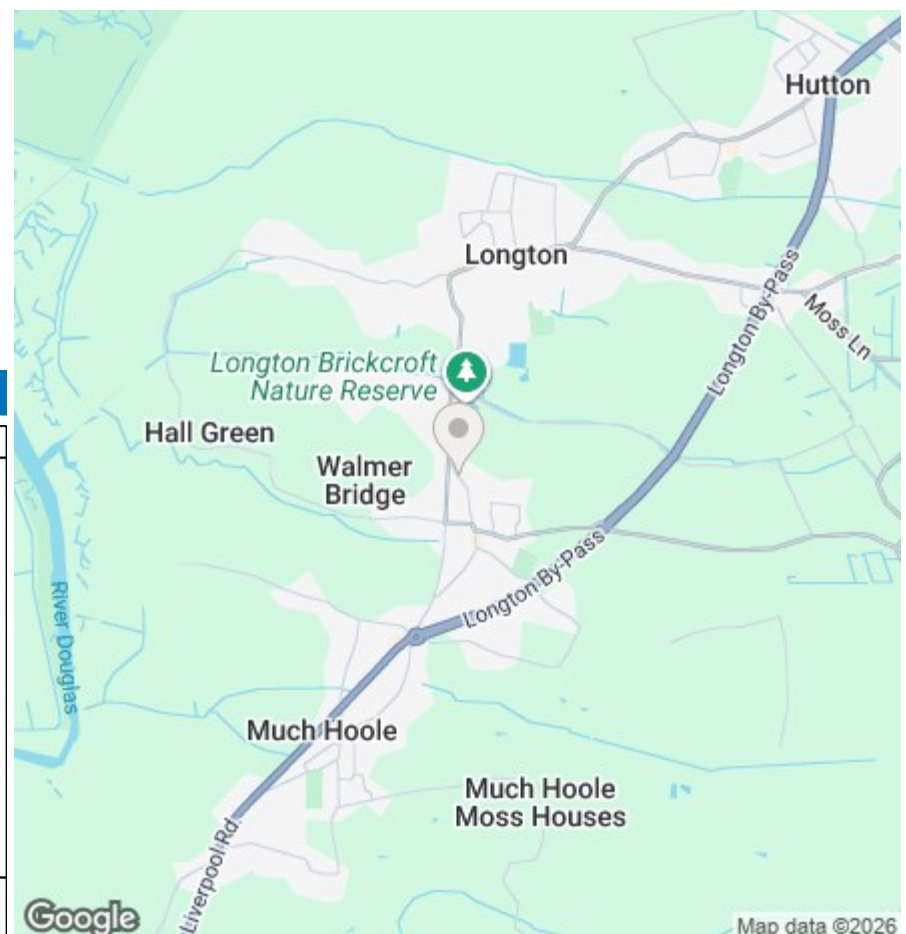 Hutton
Longton
Longton By-Pass
Moss Ln
Longton Brickcroft
Nature Reserve
Hall Green
Walmer
Bridge
Longton By-Pass
River Douglas
Much Hoole
Much Hoole
Moss Houses
Liverpool Rd
Google
Map data ©2026